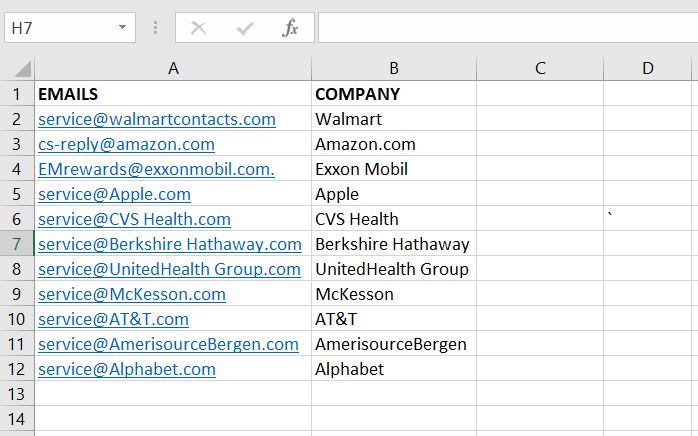 H7 fx
A B C D
1 EMAILS COMPANY
2 service@walmartcontacts.com Walmart
3 cs-reply@amazon.com Amazon.com
4 EMrewards@exxonmobil.com. Exxon Mobil
5 service@Apple.com Apple
6 service@CVS Health.com CVS Health `
7 service@Berkshire Hathaway.com Berkshire Hathaway
8 service@UnitedHealth Group.com UnitedHealth Group
9 service@McKesson.com McKesson
10 service@AT&T.com AT&T
11 service@AmerisourceBergen.com AmerisourceBergen
12 service@Alphabet.com Alphabet
13
14